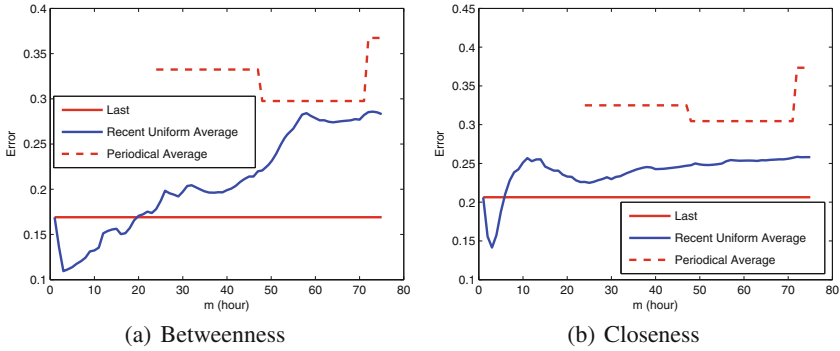 0.4
0.35
0.3
0.25
0.2
0.15
0.1
Error
Last
Recent Uniform Average
Periodical Average
0 10 20 30 40 50 60 70 80
m (hour)
(a) Betweenness
0.45
0.4
0.35
0.3
0.25
0.2
0.15
0.1
Error
Last
Recent Uniform Average
Periodical Average
0 10 20 30 40 50 60 70 80
m (hour)
(b) Closeness